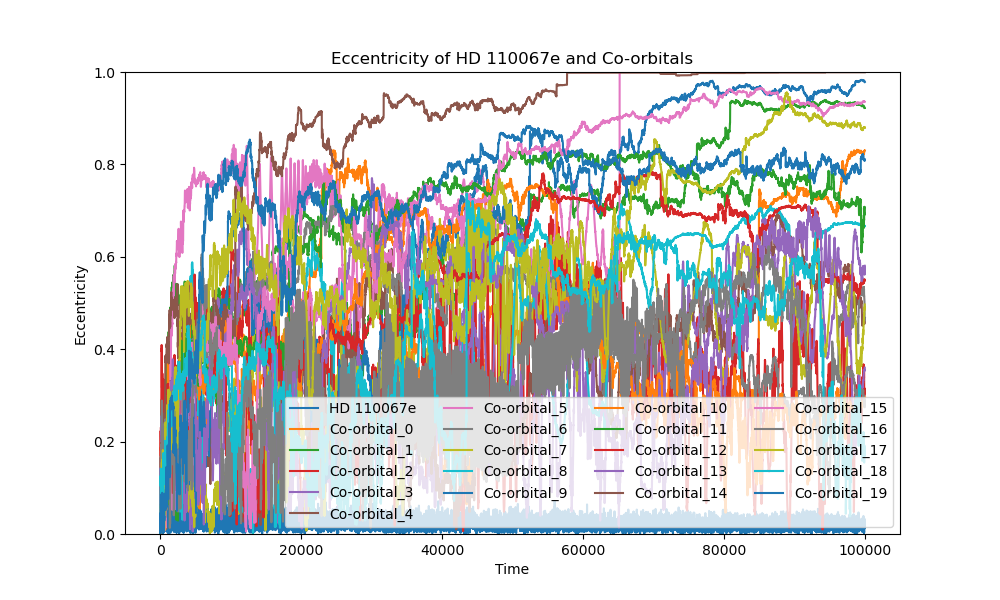 Eccentricity of HD 110067e and Co-orbitals
1.0
0.8
0.6
0.4
0.2
0.0
Eccentricity
HD 110067e
Co-orbital_0
Co-orbital_1
Co-orbital_2
Co-orbital_3
Co-orbital_4
Co-orbital_5
Co-orbital_6
Co-orbital_7
Co-orbital_8
Co-orbital_9
Co-orbital_10
Co-orbital_11
Co-orbital_12
Co-orbital_13
Co-orbital_14
Co-orbital_15
Co-orbital_16
Co-orbital_17
Co-orbital_18
Co-orbital_19
0 20000 40000 60000 80000 100000
Time